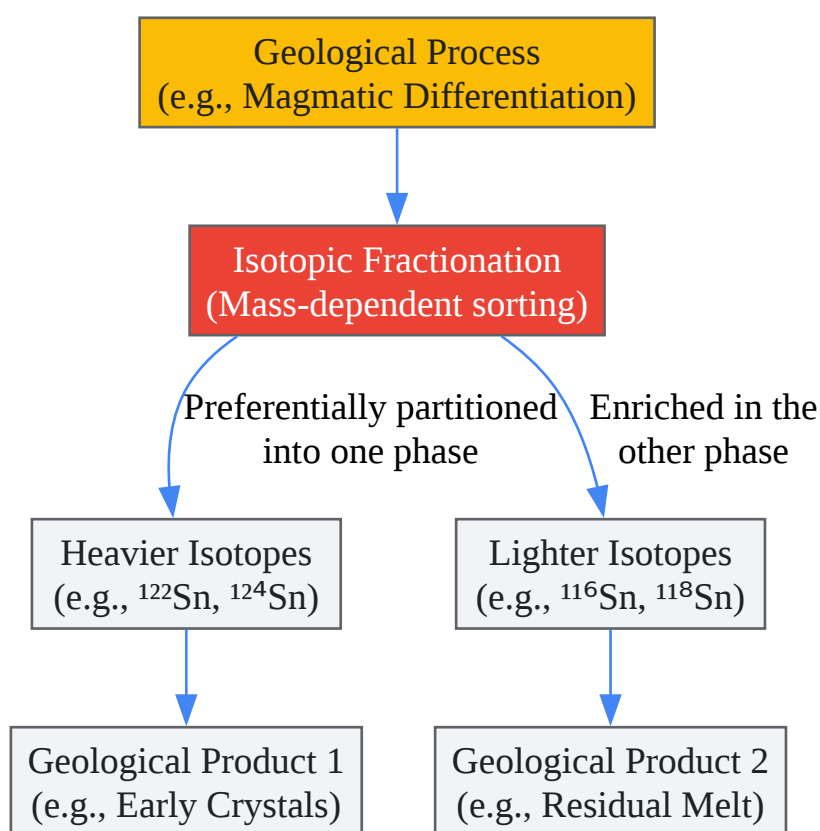 Geological Process
(e.g., Magmatic Differentiation)
Isotopic Fractionation
(Mass-dependent sorting)
Preferentially partitioned
into one phase
Enriched in the
other phase
Heavier Isotopes
(e.g., ¹²²Sn, ¹²⁴Sn)
Lighter Isotopes
(e.g., ¹¹⁶Sn, ¹¹⁸Sn)
Geological Product 1
(e.g., Early Crystals)
Geological Product 2
(e.g., Residual Melt)